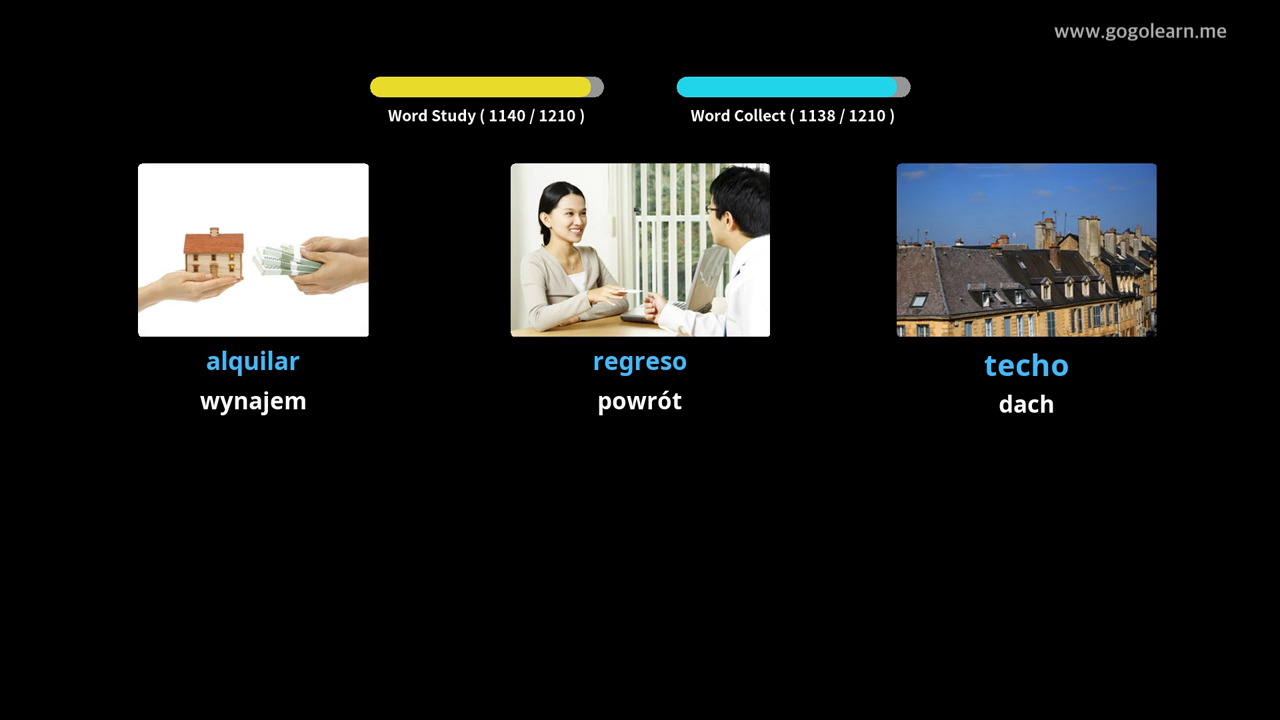 www.gogolearn.me
Word Study ( 1140 / 1210 )
Word Collect ( 1138 / 1210 )
alquilar
wynajem
regreso
powrót
techo
dach